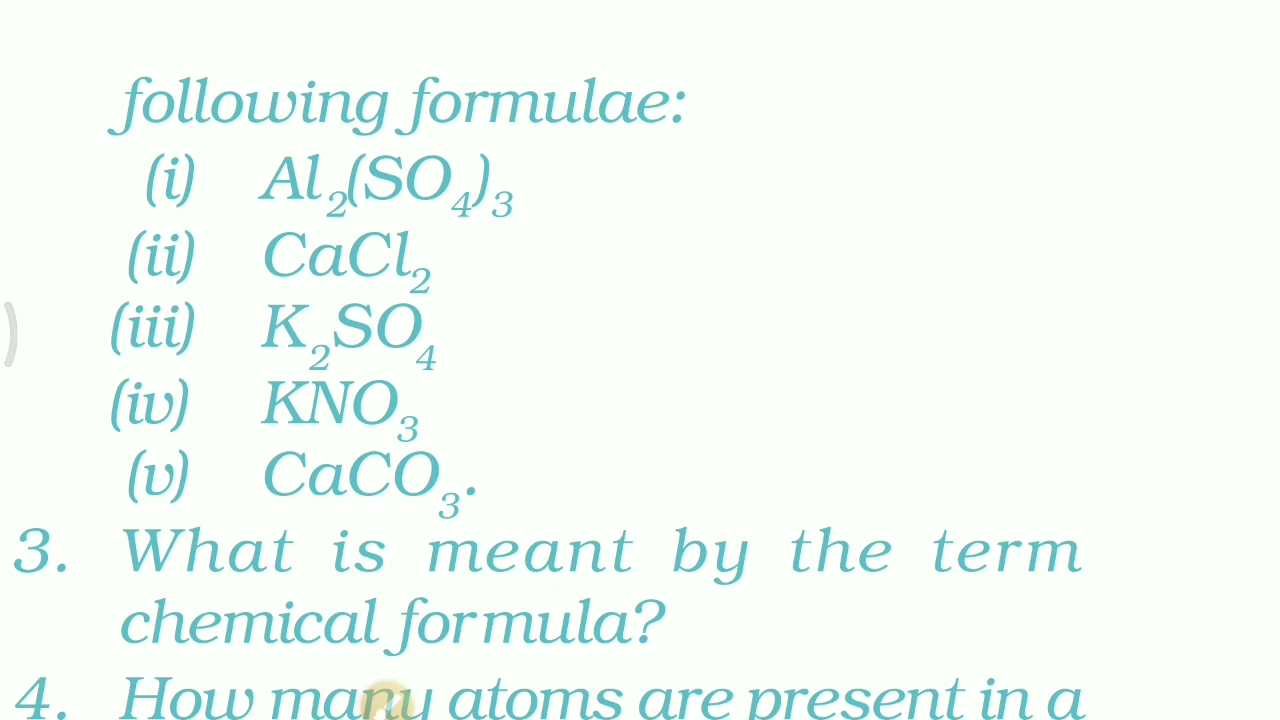 following formulae:
(i) Al₂(SO₄)₃
(ii) CaCl₂
(iii) K₂SO₄
(iv) KNO₃
(v) CaCO₃.
3. What is meant by the term
chemical formula?
4. How many atoms are present in a